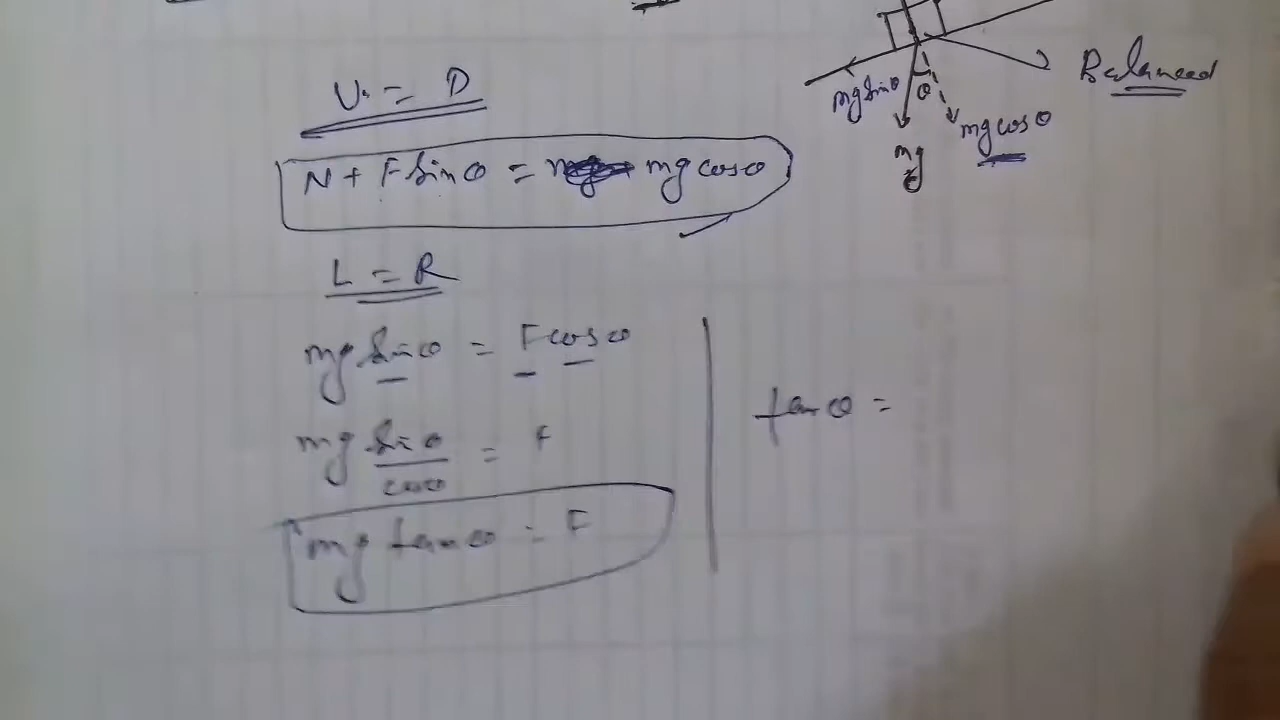 U = D
N + F sin θ = mg cos θ
L = R
mg sin θ = F cos θ
mg sin θ / cos θ = F
mg tan θ = F
tan θ =
mg sin θ
θ
mg cos θ
mg
Balanced